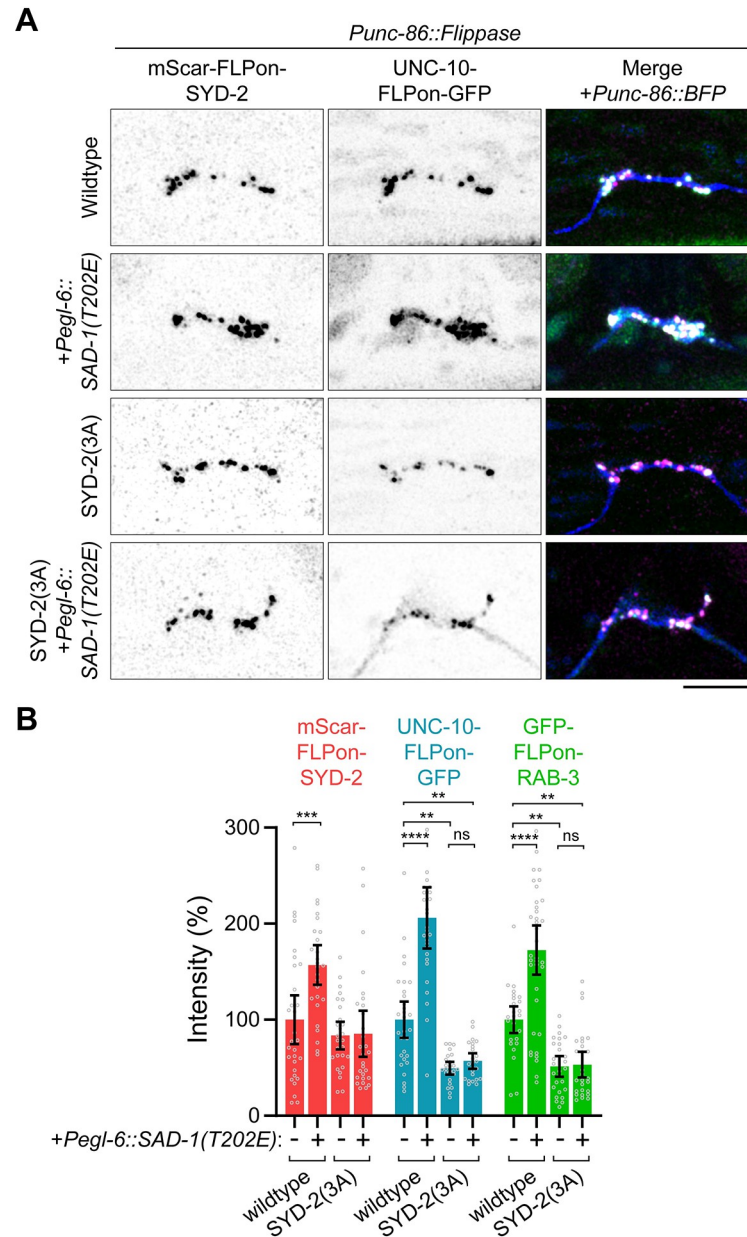 A
Punc-86::Flippase
mScar-FLPon-
SYD-2
UNC-10-
FLPon-GFP
Merge
+Punc-86::BFP
Wildtype
+Pegl-6::
SAD-1(T202E)
SYD-2(3A)
SYD-2(3A)
+Pegl-6::
SAD-1(T202E)
B
mScar-
FLPon-
SYD-2
UNC-10-
FLPon-
GFP
GFP-
FLPon-
RAB-3
*** ** ** **** ns ** ** **** ns
Intensity (%)
300
200
100
0
+Pegl-6::SAD-1(T202E): - + - + - + - + - + - +
wildtype SYD-2(3A) wildtype SYD-2(3A) wildtype SYD-2(3A)